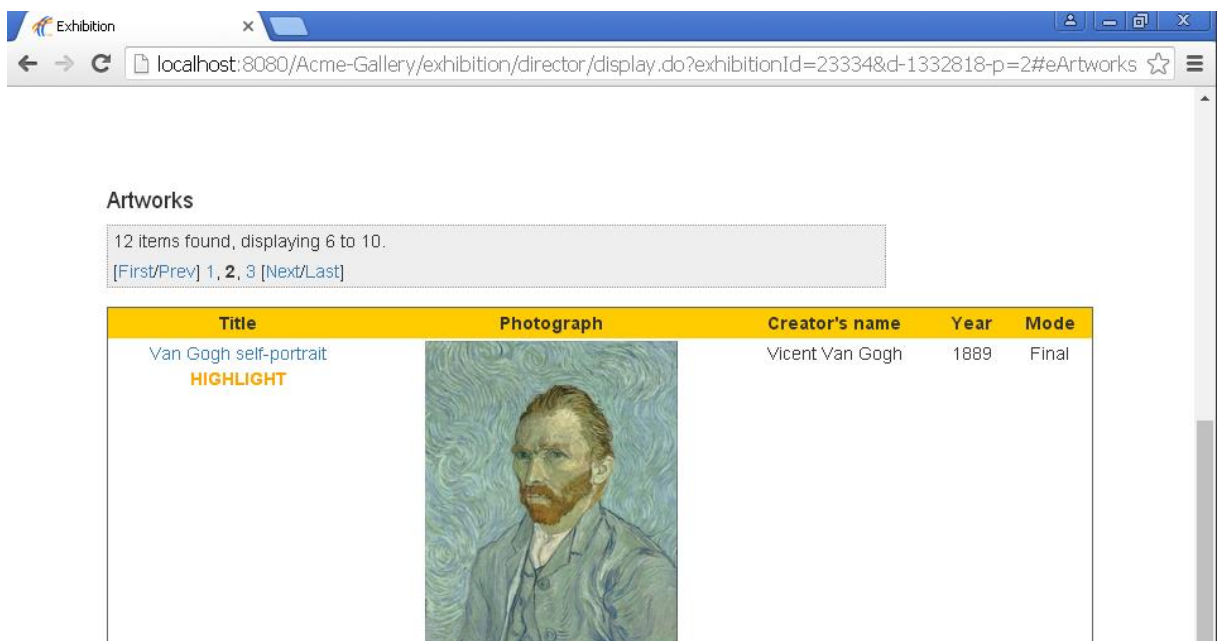 Exhibition
localhost:8080/Acme-Gallery/exhibition/director/display.do?exhibitionId=23334&d-1332818-p=2#eArtworks
Artworks
12 items found, displaying 6 to 10.
[First/Prev] 1, 2, 3 [Next/Last]
Title Photograph Creator's name Year Mode
Van Gogh self-portrait Vicent Van Gogh 1889 Final
HIGHLIGHT